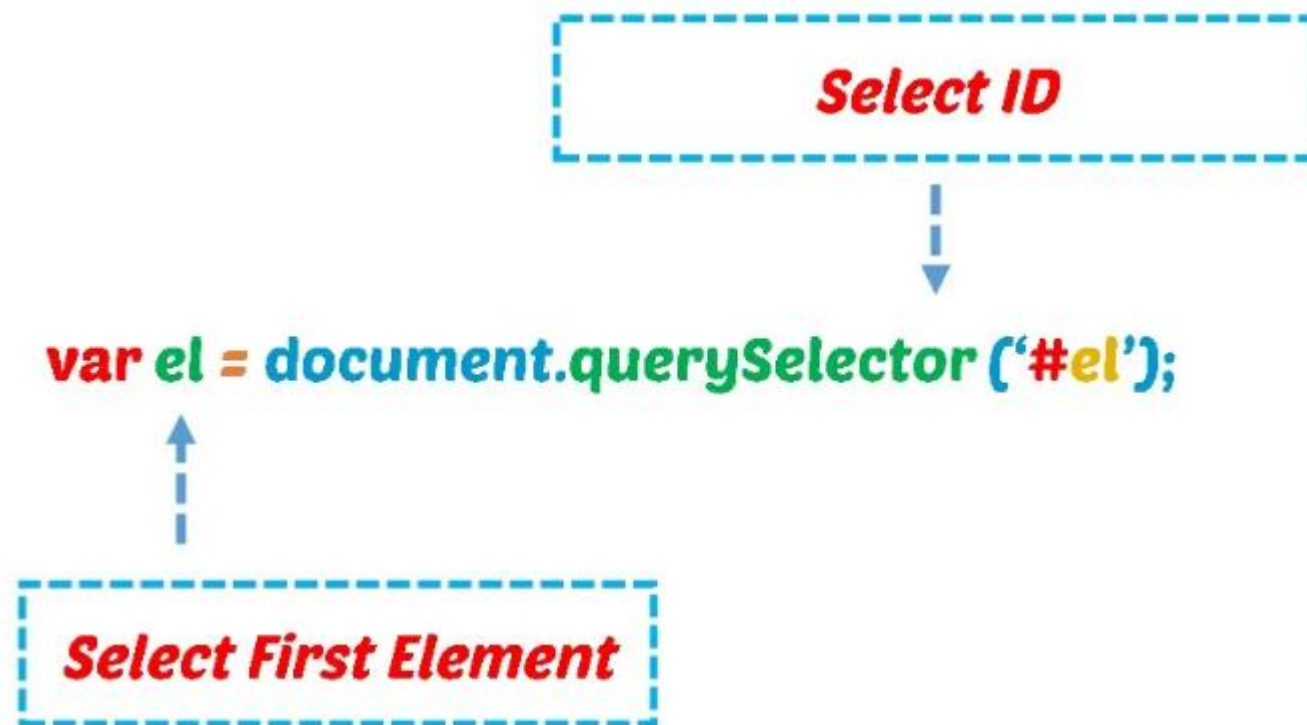 Select ID
var el = document.querySelector (‘#el’);
Select First Element